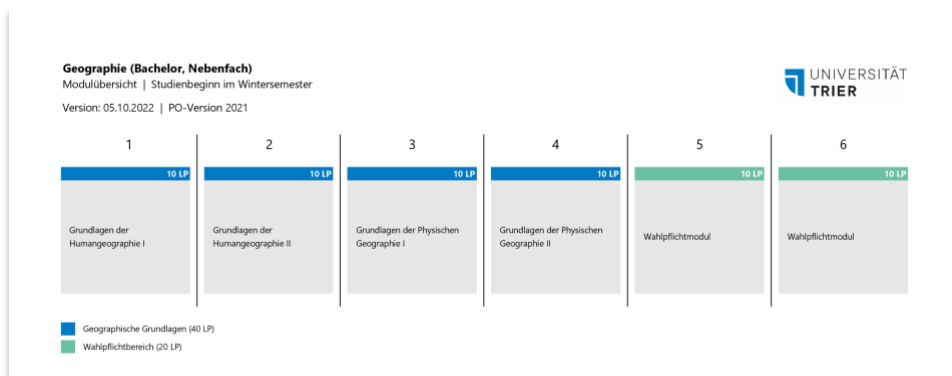 Geographie (Bachelor, Nebenfach)
Modulübersicht | Studienbeginn im Wintersemester
Version: 05.10.2022 | PO-Version 2021
UNIVERSITÄT
TRIER
1 2 3 4 5 6
10 LP 10 LP 10 LP 10 LP 10 LP 10 LP
Grundlagen der
Humangeographie I
Grundlagen der
Humangeographie II
Grundlagen der Physischen
Geographie I
Grundlagen der Physischen
Geographie II
Wahlpflichtmodul
Wahlpflichtmodul
Geographische Grundlagen (40 LP)
Wahlpflichtbereich (20 LP)